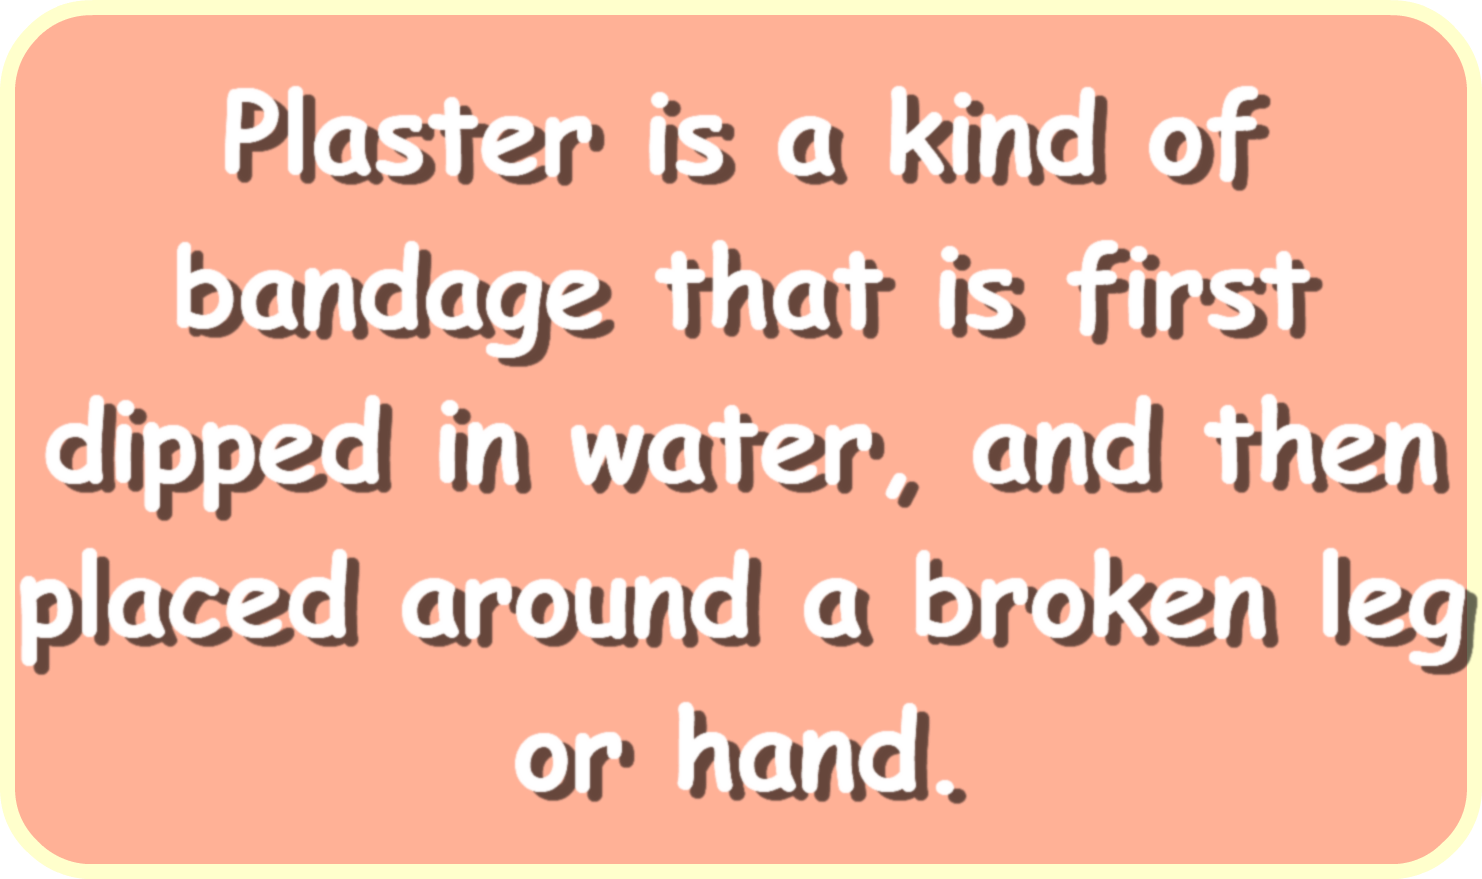 Plaster is a kind of
bandage that is first
dipped in water, and then
placed around a broken leg
or hand.